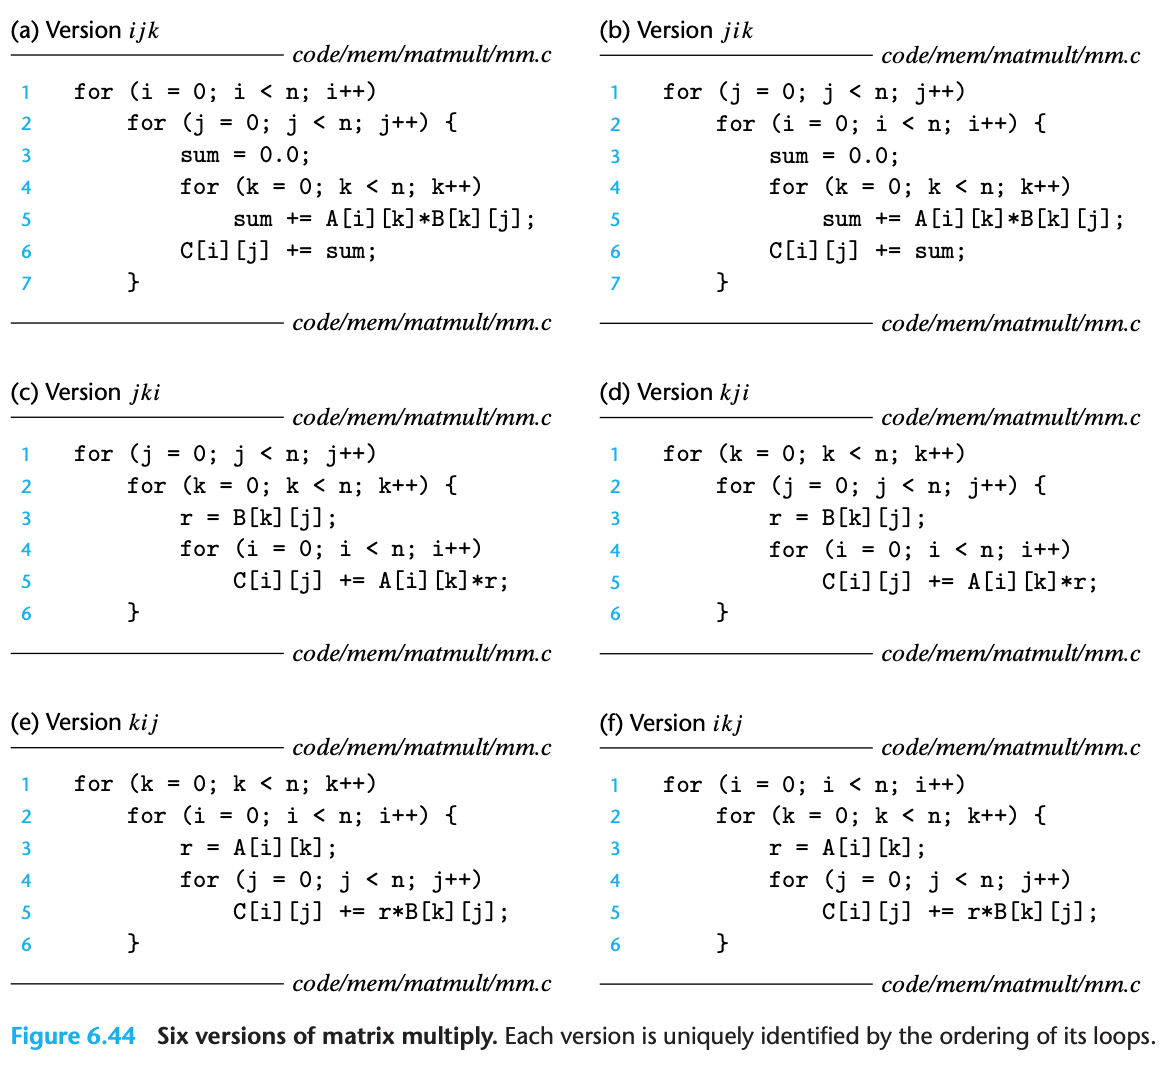 (a) Version ijk
code/mem/matmult/mm.c
1 for (i = 0; i < n; i++)
2 for (j = 0; j < n; j++) {
3 sum = 0.0;
4 for (k = 0; k < n; k++)
5 sum += A[i][k]*B[k][j];
6 C[i][j] += sum;
7 }
code/mem/matmult/mm.c
(b) Version jik
code/mem/matmult/mm.c
1 for (j = 0; j < n; j++)
2 for (i = 0; i < n; i++) {
3 sum = 0.0;
4 for (k = 0; k < n; k++)
5 sum += A[i][k]*B[k][j];
6 C[i][j] += sum;
7 }
code/mem/matmult/mm.c
(c) Version jki
code/mem/matmult/mm.c
1 for (j = 0; j < n; j++)
2 for (k = 0; k < n; k++) {
3 r = B[k][j];
4 for (i = 0; i < n; i++)
5 C[i][j] += A[i][k]*r;
6 }
code/mem/matmult/mm.c
(d) Version kji
code/mem/matmult/mm.c
1 for (k = 0; k < n; k++)
2 for (j = 0; j < n; j++) {
3 r = B[k][j];
4 for (i = 0; i < n; i++)
5 C[i][j] += A[i][k]*r;
6 }
code/mem/matmult/mm.c
(e) Version kij
code/mem/matmult/mm.c
1 for (k = 0; k < n; k++)
2 for (i = 0; i < n; i++) {
3 r = A[i][k];
4 for (j = 0; j < n; j++)
5 C[i][j] += r*B[k][j];
6 }
code/mem/matmult/mm.c
(f) Version ikj
code/mem/matmult/mm.c
1 for (i = 0; i < n; i++)
2 for (k = 0; k < n; k++) {
3 r = A[i][k];
4 for (j = 0; j < n; j++)
5 C[i][j] += r*B[k][j];
6 }
code/mem/matmult/mm.c
Figure 6.44 Six versions of matrix multiply. Each version is uniquely identified by the ordering of its loops.